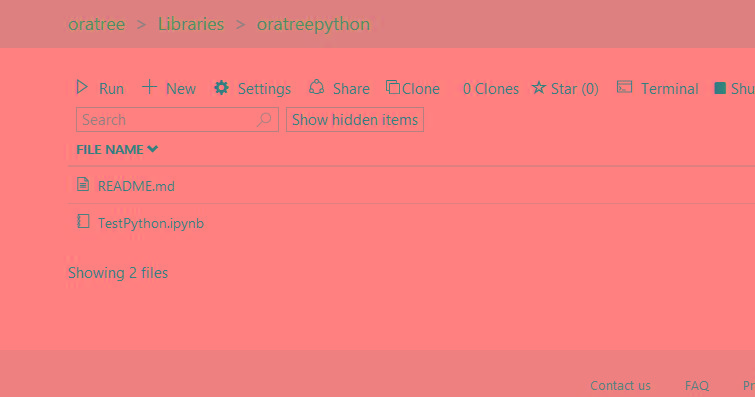 oratree > Libraries > oratreepython
Run New Settings Share Clone 0 Clones Star (0) Terminal Shu
Search Show hidden items
FILE NAME
README.md
TestPython.ipynb
Showing 2 files
Contact us FAQ Pr